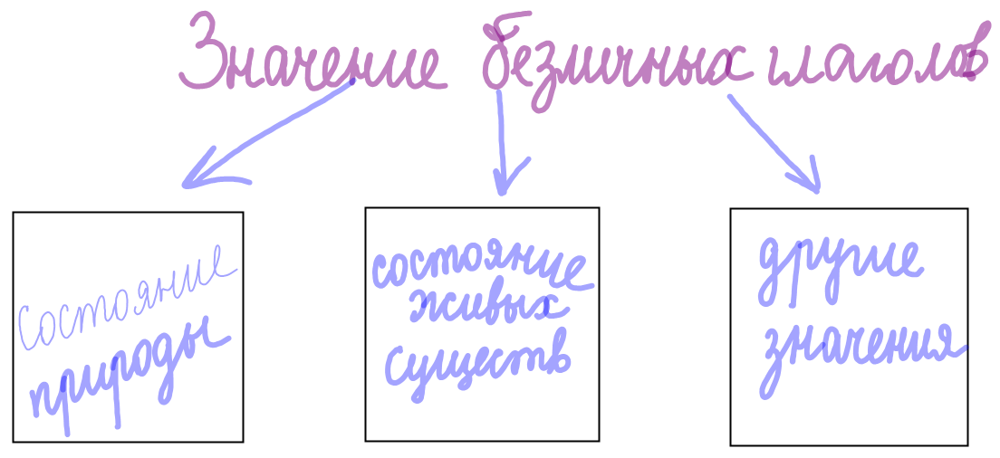 Значение безличных глаголов
состояние
природы
состояние
живых
существ
другие
значения